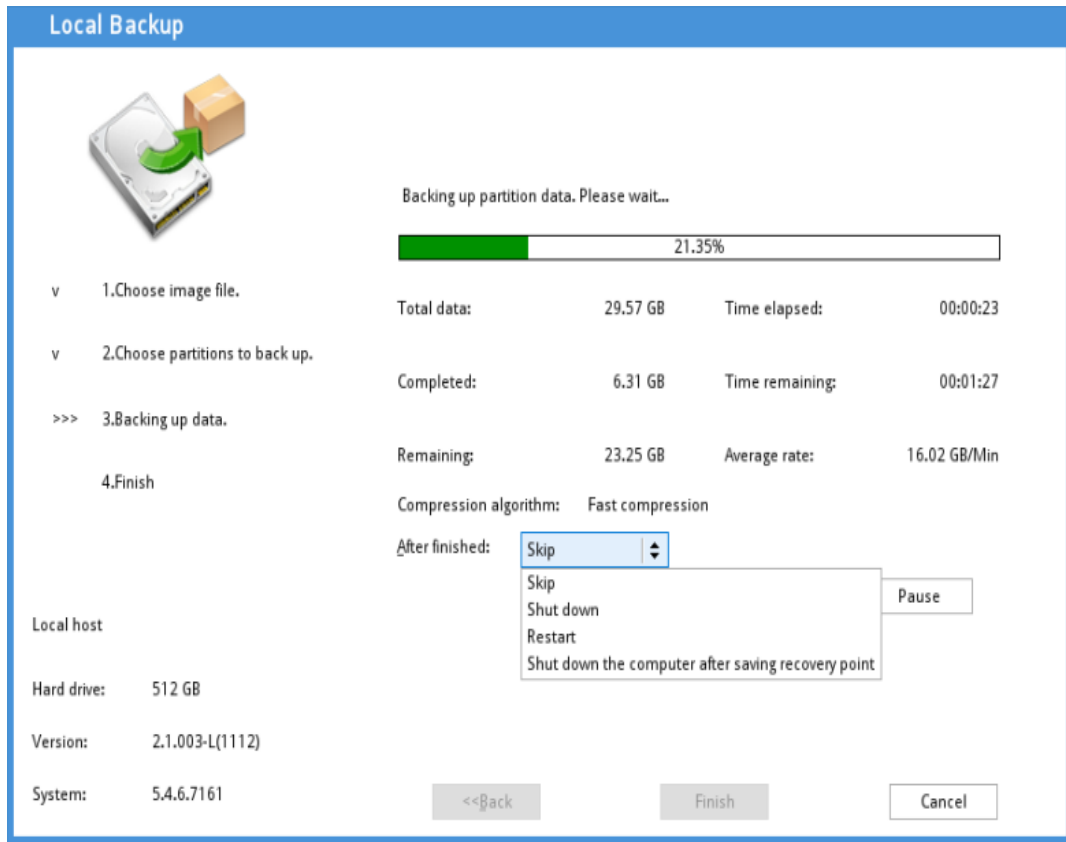 Local Backup
Backing up partition data. Please wait...
21.35%
v 1.Choose image file.
v 2.Choose partitions to back up.
>>> 3.Backing up data.
4.Finish
Total data: 29.57 GB Time elapsed: 00:00:23
Completed: 6.31 GB Time remaining: 00:01:27
Remaining: 23.25 GB Average rate: 16.02 GB/Min
Compression algorithm: Fast compression
After finished: Skip
Skip
Shut down
Restart
Shut down the computer after saving recovery point
Pause
Local host
Hard drive: 512 GB
Version: 2.1.003-L(1112)
System: 5.4.6.7161
<<Back Finish Cancel